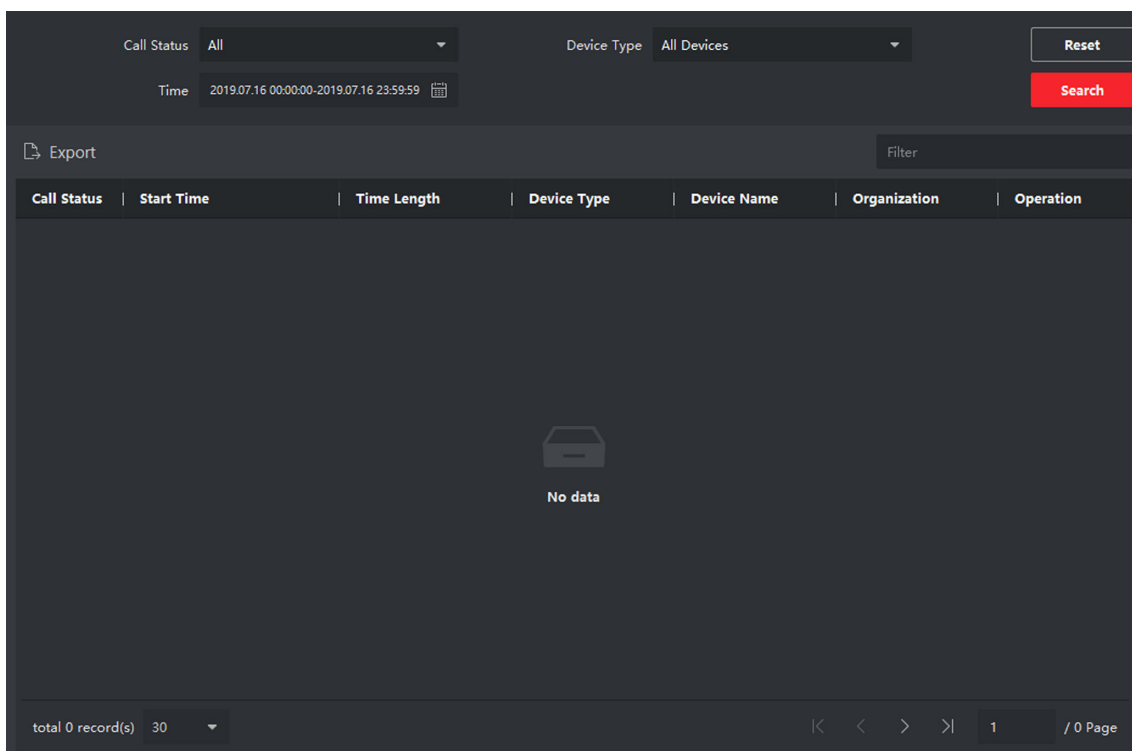 Call Status All Device Type All Devices Reset
Time 2019.07.16 00:00:00-2019.07.16 23:59:59 Search
Export Filter
Call Status | Start Time | Time Length | Device Type | Device Name | Organization | Operation
No data
total 0 record(s) 30 1 / 0 Page